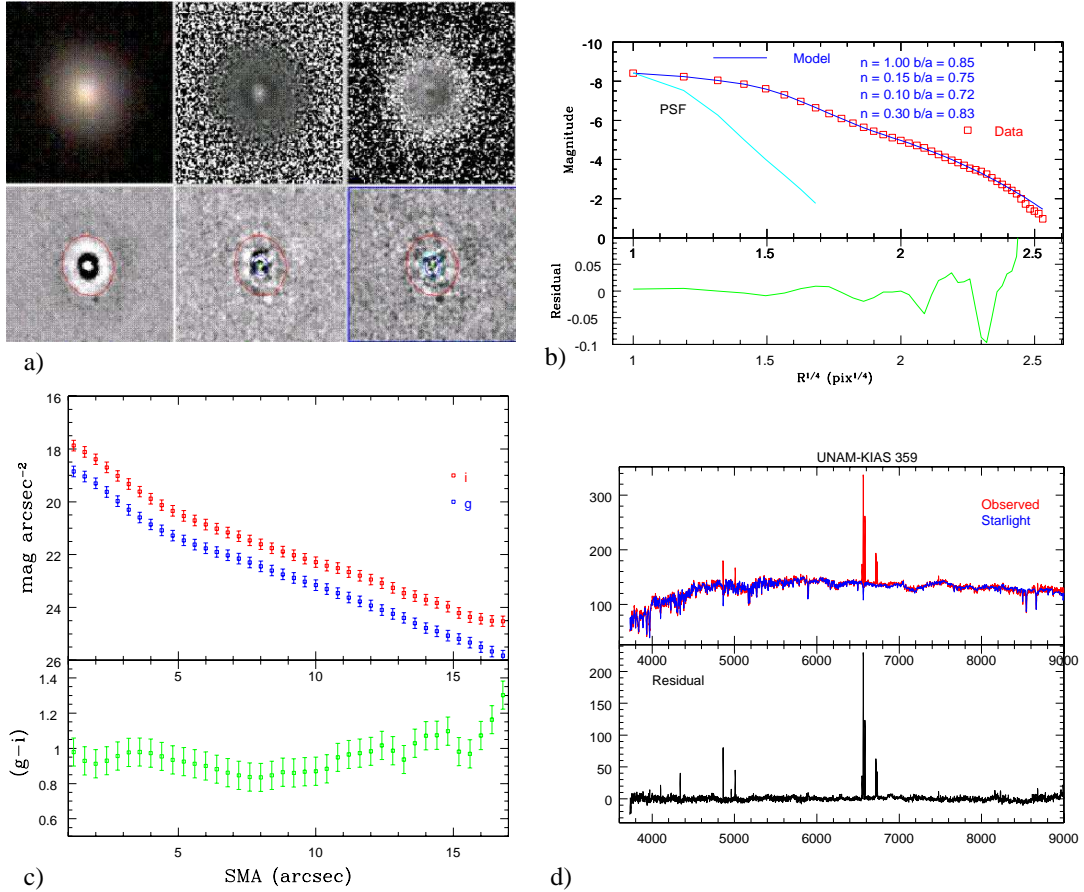 a)
-10
-8
-6
-4
-2
0
Magnitude
Model
n = 1.00 b/a = 0.85
n = 0.15 b/a = 0.75
n = 0.10 b/a = 0.72
n = 0.30 b/a = 0.83
PSF
Data
1 1.5 2 2.5
0.05
0
-0.05
-0.1
Residual
1 1.5 2 2.5
R^1/4 (pix^1/4)
b)
16
18
20
22
24
26
mag arcsec⁻²
i
g
5 10 15
1.4
1.2
1
0.8
0.6
(g-i)
5 10 15
SMA (arcsec)
c)
UNAM-KIAS 359
Observed
Starlight
300
200
100
4000 5000 6000 7000 8000 9000
Residual
200
150
100
50
0
4000 5000 6000 7000 8000 9000
d)